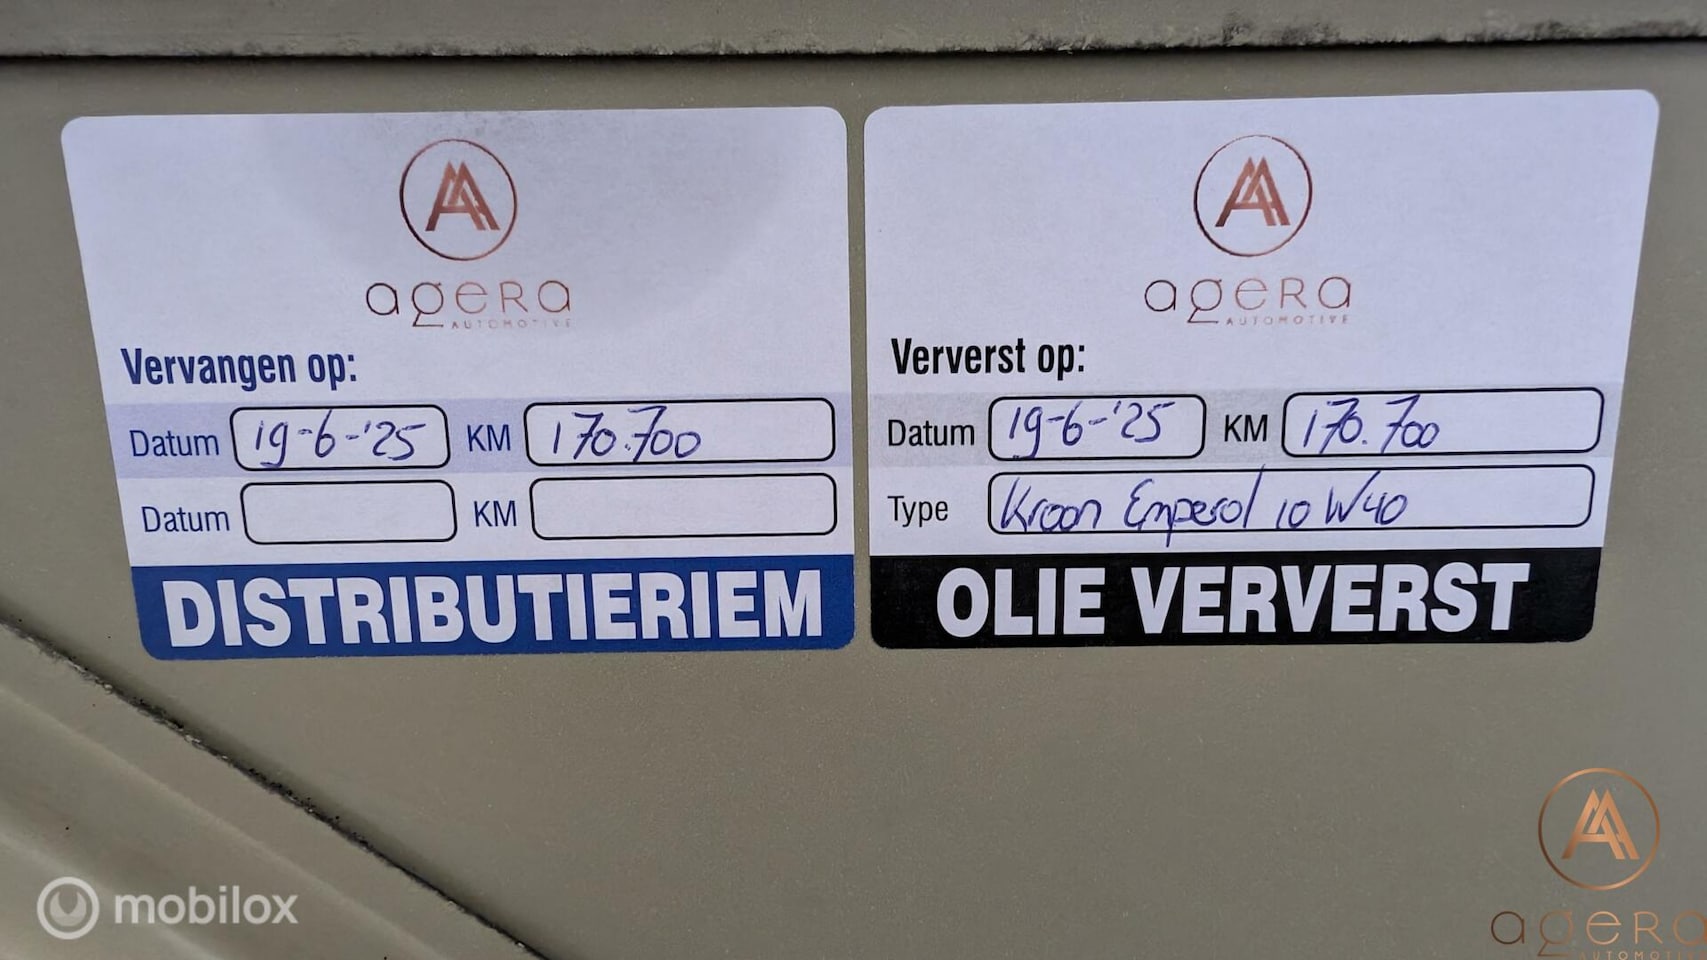 agera
AUTOMOTIVE
Vervangen op:
Datum 19-6-'25 KM 170.700
Datum KM
DISTRIBUTIERIEM
agera
AUTOMOTIVE
Ververst op:
Datum 19-6-'25 KM 170.700
Type Kroon Emperol 10W40
OLIE VERVERST
mobilox
agera
AUTOMOTIVE